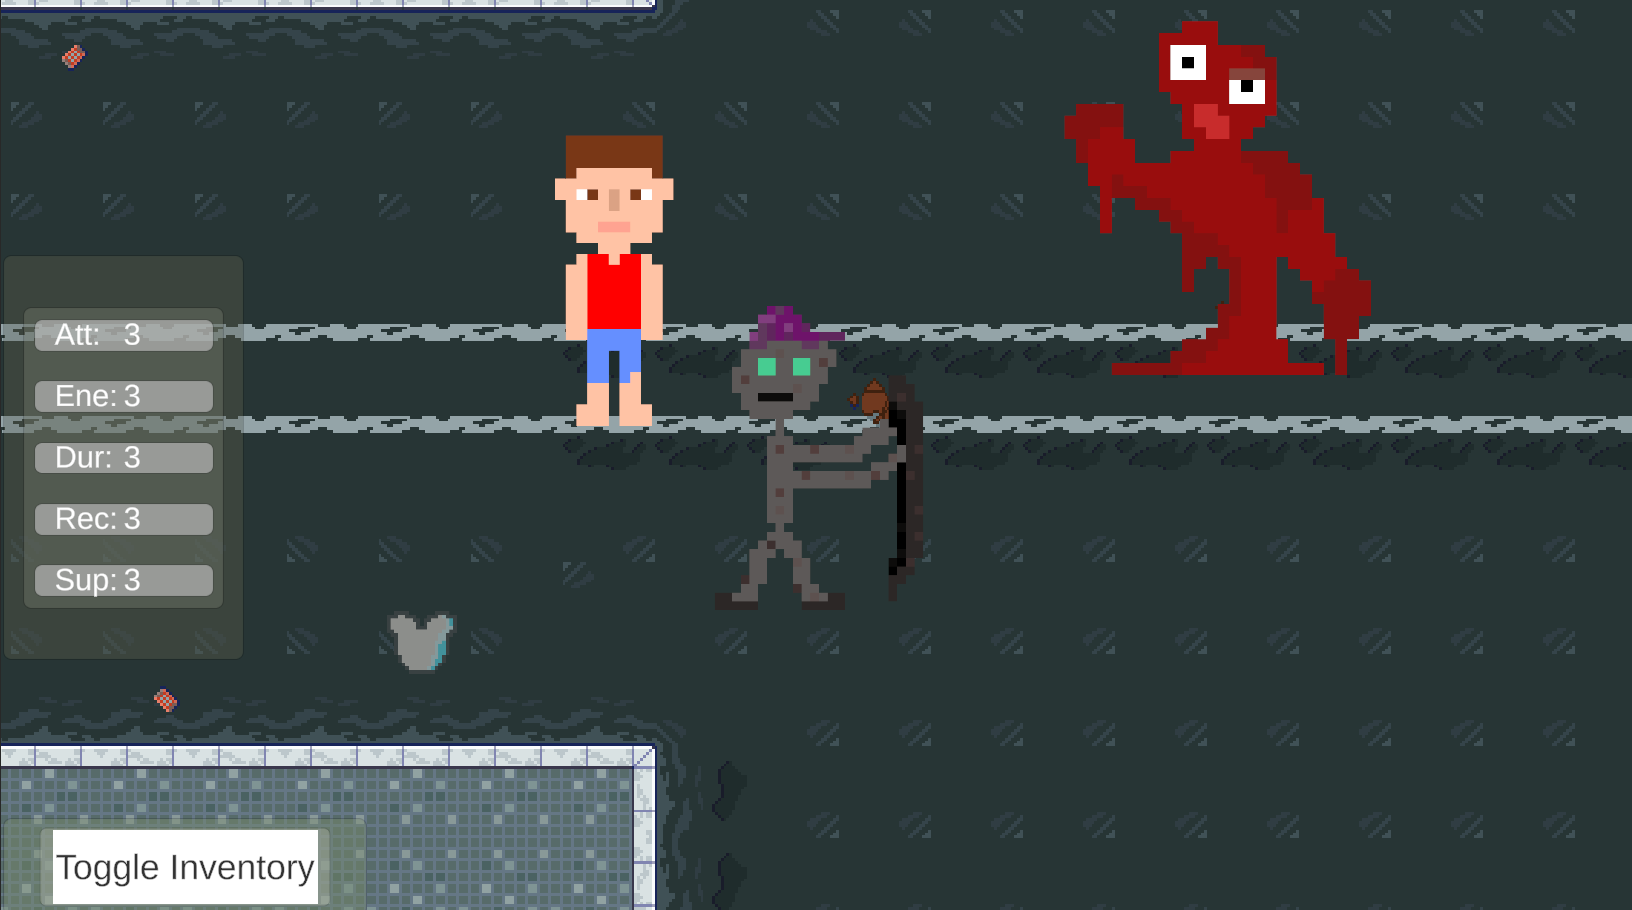 Att: 3
Ene: 3
Dur: 3
Rec: 3
Sup: 3
Toggle Inventory